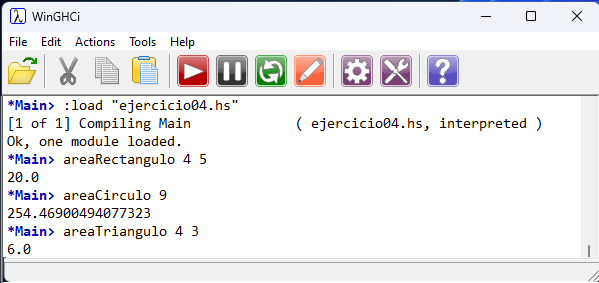 λ WinGHCi
File Edit Actions Tools Help
*Main> :load "ejercicio04.hs"
[1 of 1] Compiling Main             ( ejercicio04.hs, interpreted )
Ok, one module loaded.
*Main> areaRectangulo 4 5
20.0
*Main> areaCirculo 9
254.46900494077323
*Main> areaTriangulo 4 3
6.0